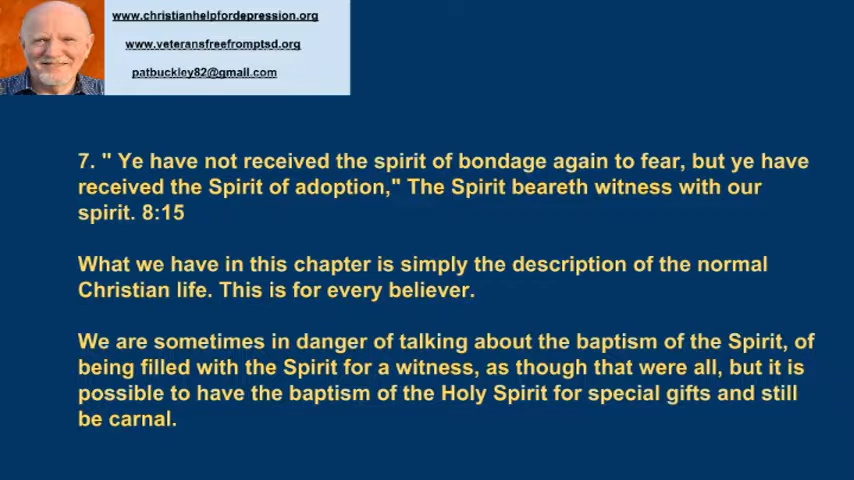 www.christianhelpfordepression.org
www.veteransfreefromptsd.org
patbuckley82@gmail.com
7. " Ye have not received the spirit of bondage again to fear, but ye have
received the Spirit of adoption," The Spirit beareth witness with our
spirit. 8:15
What we have in this chapter is simply the description of the normal
Christian life. This is for every believer.
We are sometimes in danger of talking about the baptism of the Spirit, of
being filled with the Spirit for a witness, as though that were all, but it is
possible to have the baptism of the Holy Spirit for special gifts and still
be carnal.